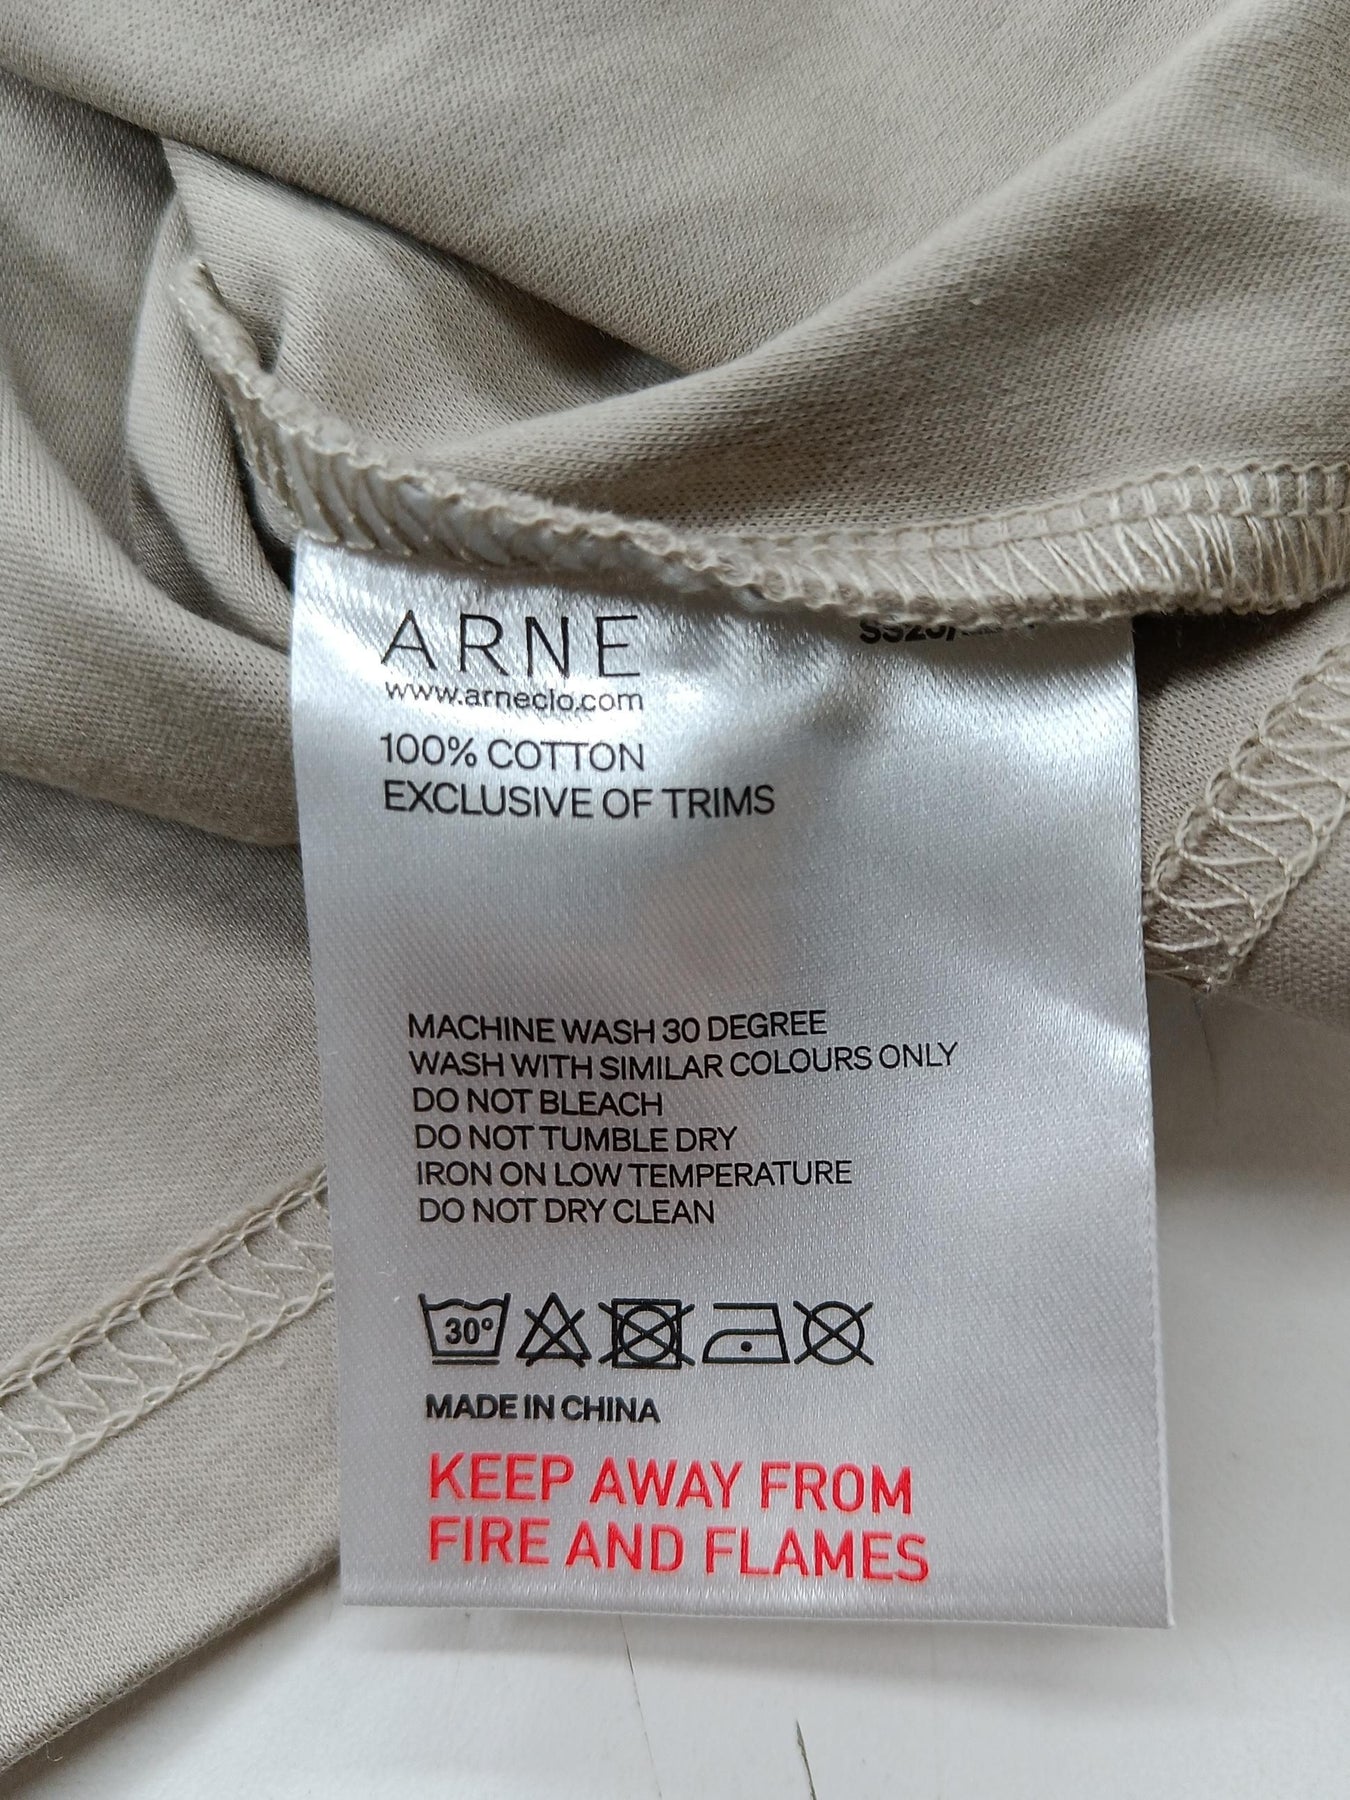 ARNE
www.arneclo.com
100% COTTON
EXCLUSIVE OF TRIMS
MACHINE WASH 30 DEGREE
WASH WITH SIMILAR COLOURS ONLY
DO NOT BLEACH
DO NOT TUMBLE DRY
IRON ON LOW TEMPERATURE
DO NOT DRY CLEAN
30°
MADE IN CHINA
KEEP AWAY FROM
FIRE AND FLAMES